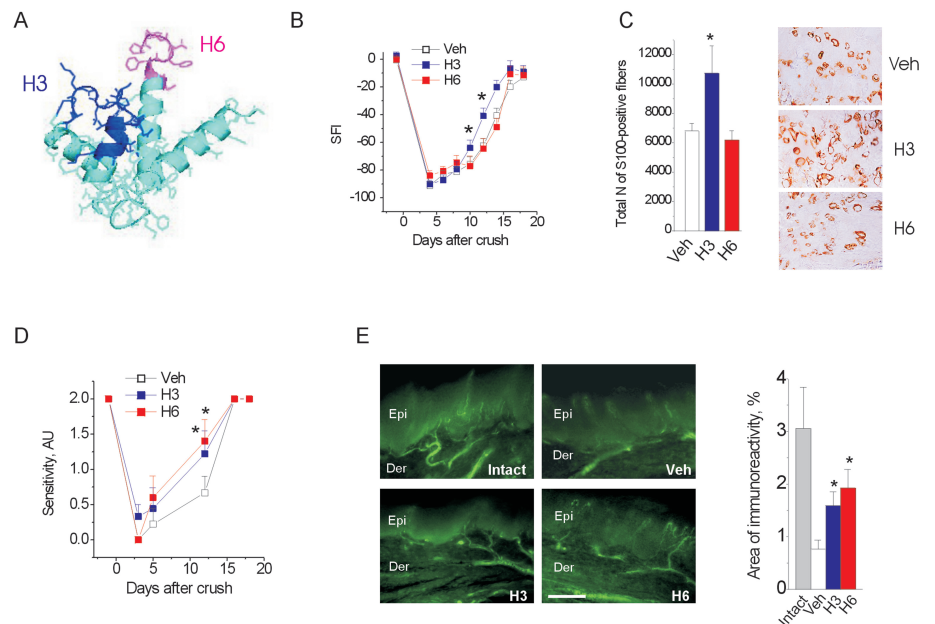 A
H3
H6
B
Veh
H3
H6
0
-20
-40
-60
-80
-100
SFI
*
*
0
5
10
15
20
Days after crush
C
12000
10000
8000
6000
4000
2000
0
Total N of S100-positive fibers
*
Veh
H3
H6
Veh
H3
H6
D
Veh
H3
H6
2.0
1.5
1.0
0.5
0.0
Sensitivity, AU
*
*
0
5
10
15
20
Days after crush
E
Epi
Der
Intact
Epi
Der
Veh
Epi
Der
H3
Epi
Der
H6
4
3
2
1
0
Area of immunoreactivity, %
*
*
Intact
Veh
H3
H6